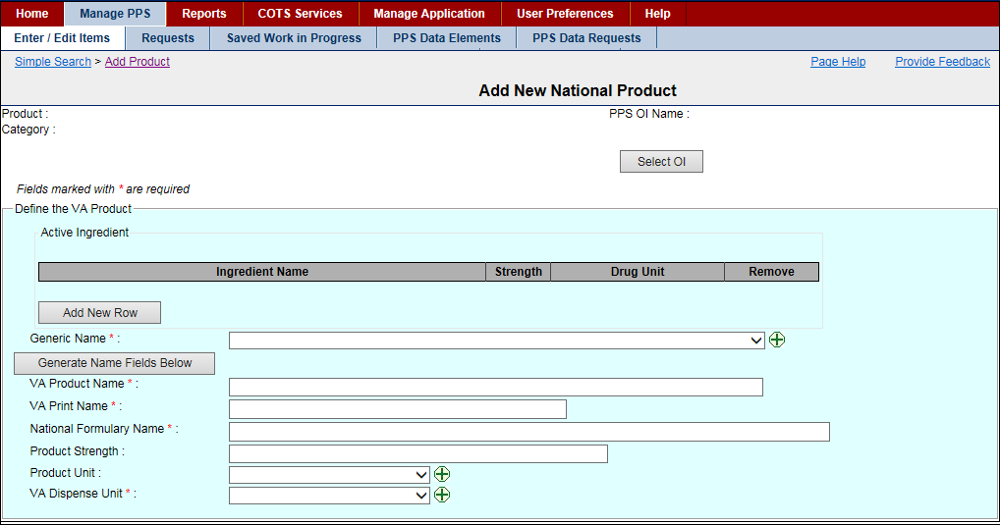 Home Manage PPS Reports COTS Services Manage Application User Preferences Help
Enter / Edit Items Requests Saved Work in Progress PPS Data Elements PPS Data Requests
Simple Search > Add Product Page Help Provide Feedback
Add New National Product
Product : PPS OI Name :
Category :
Select OI
Fields marked with * are required
Define the VA Product
Active Ingredient
Ingredient Name Strength Drug Unit Remove
Add New Row
Generic Name * :
Generate Name Fields Below
VA Product Name * :
VA Print Name * :
National Formulary Name * :
Product Strength :
Product Unit :
VA Dispense Unit * :